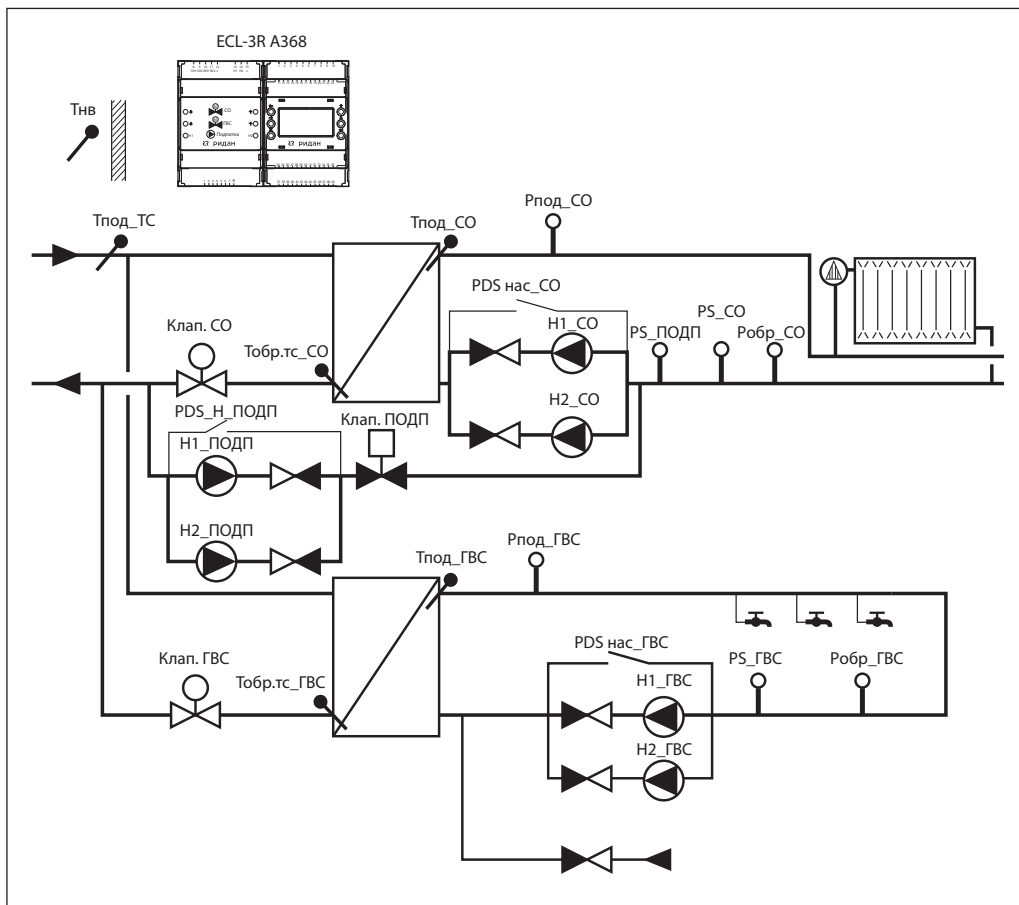 ECL-3R A368
Тнв
СО
ГВС
Подпитка
ридан
ридан
Тпод_ТС
Тпод_СО
Рпод_СО
PDS нас_СО
PS_СО
Клап. СО
Н1_СО
PS_ПОДП
Робр_СО
Тобр.тс_СО
Н2_СО
PDS_Н_ПОДП
Клап. ПОДП
Н1_ПОДП
Н2_ПОДП
Тпод_ГВС
Рпод_ГВС
PDS нас_ГВС
PS_ГВС
Робр_ГВС
Клап. ГВС
Тобр.тс_ГВС
Н1_ГВС
Н2_ГВС